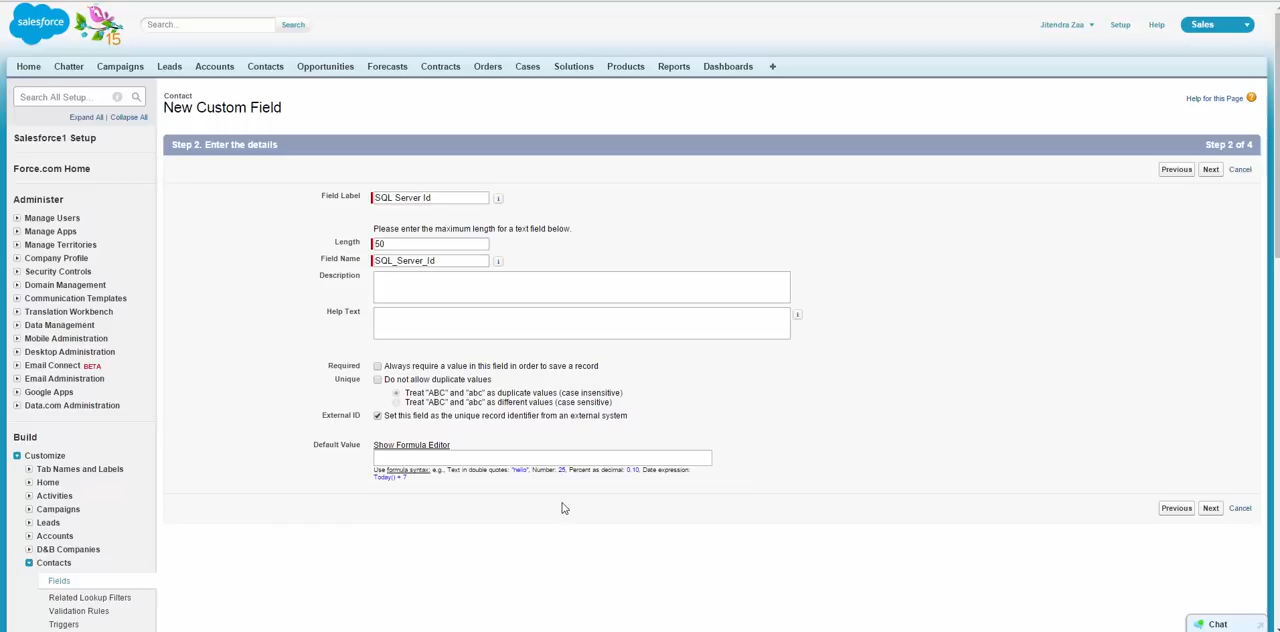 salesforce
15
Search...
Search
Jitendra Zaa
Setup
Help
Sales
Home Chatter Campaigns Leads Accounts Contacts Opportunities Forecasts Contracts Orders Cases Solutions Products Reports Dashboards +
Search All Setup...
Expand All | Collapse All
Salesforce1 Setup
Force.com Home
Administer
Manage Users
Manage Apps
Manage Territories
Company Profile
Security Controls
Domain Management
Communication Templates
Translation Workbench
Data Management
Mobile Administration
Desktop Administration
Email Connect BETA
Email Administration
Google Apps
Data.com Administration
Build
Customize
Tab Names and Labels
Home
Activities
Campaigns
Leads
Accounts
D&B Companies
Contacts
Fields
Related Lookup Filters
Validation Rules
Triggers
Contact
New Custom Field
Help for this Page ?
Step 2. Enter the details
Step 2 of 4
Previous Next Cancel
Field Label SQL Server Id i
Please enter the maximum length for a text field below.
Length 50
Field Name SQL_Server_Id i
Description
Help Text i
Required Always require a value in this field in order to save a record
Unique Do not allow duplicate values
Treat "ABC" and "abc" as duplicate values (case insensitive)
Treat "ABC" and "abc" as different values (case sensitive)
External ID Set this field as the unique record identifier from an external system
Default Value Show Formula Editor
Use formula syntax: e.g., Text in double quotes: "hello", Number: 25, Percent as decimal: 0.10, Date expression:
Today() + 7
Previous Next Cancel
Chat